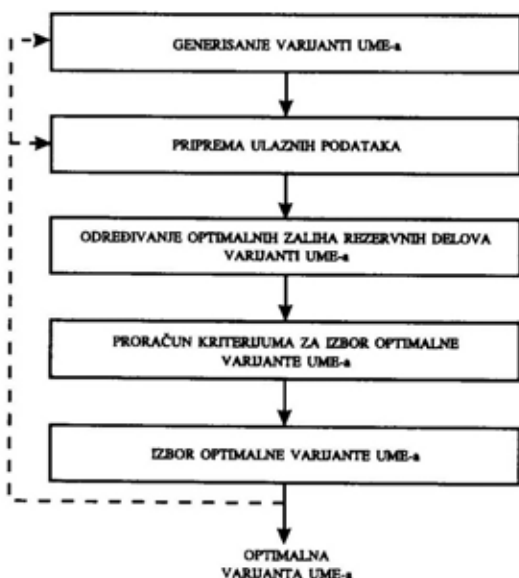 GENERISANJE VARIJANTI UME-a
PRIPREMA ULAZNIH PODATAKA
ODREĐIVANJE OPTIMALNIH ZALIHA REZERVNIH DELOVA
VARIJANTI UME-a
PRORAČUN KRITERIJUMA ZA IZBOR OPTIMALNE
VARIJANTE UME-a
IZBOR OPTIMALNE VARIJANTE UME-a
OPTIMALNA
VARIJANTA UME-a